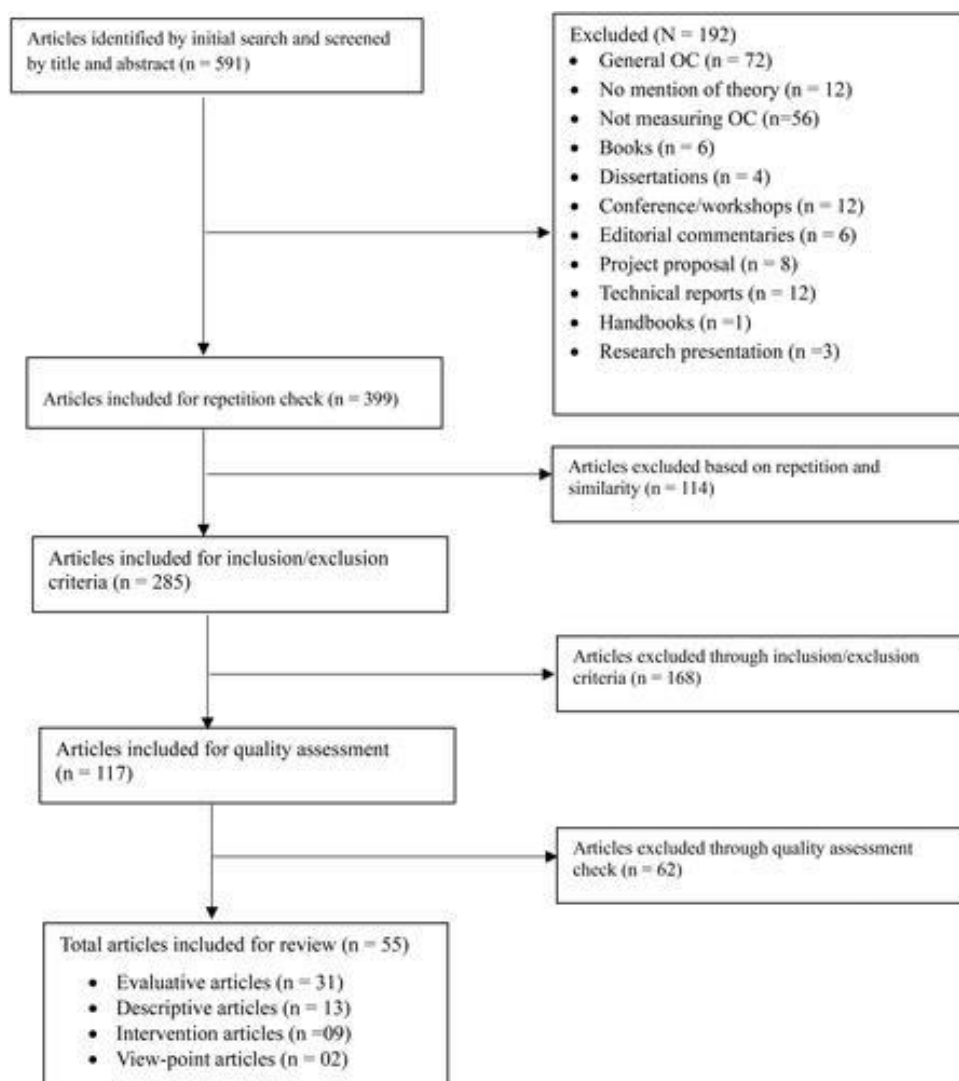 Articles identified by initial search and screened
by title and abstract (n = 591)
Excluded (N = 192)
• General OC (n = 72)
• No mention of theory (n = 12)
• Not measuring OC (n=56)
• Books (n = 6)
• Dissertations (n = 4)
• Conference/workshops (n = 12)
• Editorial commentaries (n = 6)
• Project proposal (n = 8)
• Technical reports (n = 12)
• Handbooks (n =1)
• Research presentation (n =3)
Articles included for repetition check (n = 399)
Articles excluded based on repetition and
similarity (n = 114)
Articles included for inclusion/exclusion
criteria (n = 285)
Articles excluded through inclusion/exclusion
criteria (n = 168)
Articles included for quality assessment
(n = 117)
Articles excluded through quality assessment
check (n = 62)
Total articles included for review (n = 55)
• Evaluative articles (n = 31)
• Descriptive articles (n = 13)
• Intervention articles (n =09)
• View-point articles (n = 02)